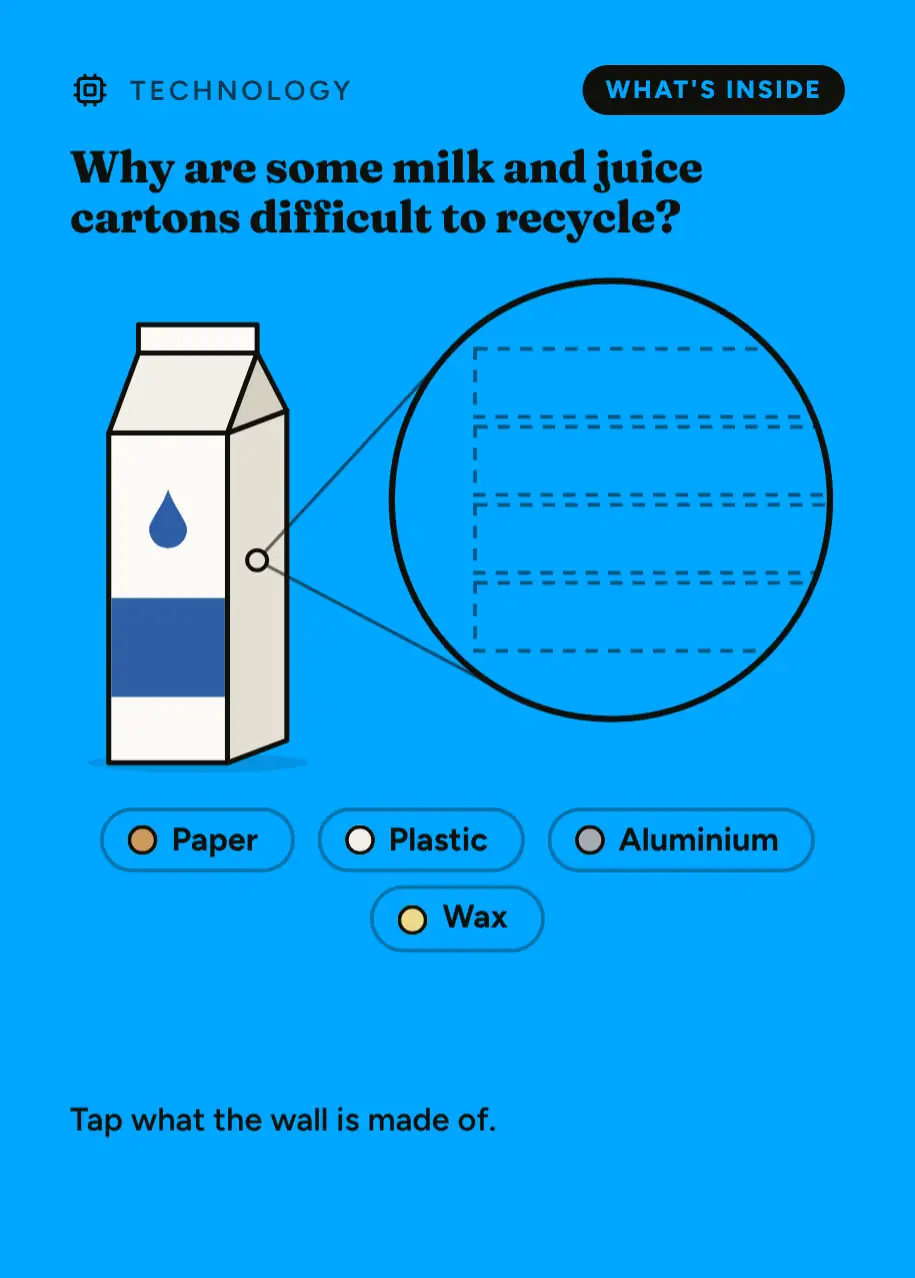 TECHNOLOGY
WHAT'S INSIDE
Why are some milk and juice
cartons difficult to recycle?
Paper
Plastic
Aluminium
Wax
Tap what the wall is made of.